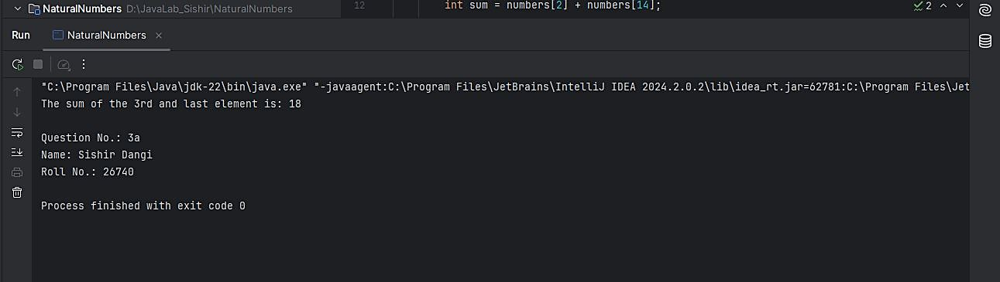 NaturalNumbers D:\JavaLab_Sishir\NaturalNumbers
12 int sum = numbers[2] + numbers[14];
2
Run NaturalNumbers
"C:\Program Files\Java\jdk-22\bin\java.exe" "-javaagent:C:\Program Files\JetBrains\IntelliJ IDEA 2024.2.0.2\lib\idea_rt.jar=62781:C:\Program Files\Jet
The sum of the 3rd and last element is: 18
Question No.: 3a
Name: Sishir Dangi
Roll No.: 26740
Process finished with exit code 0